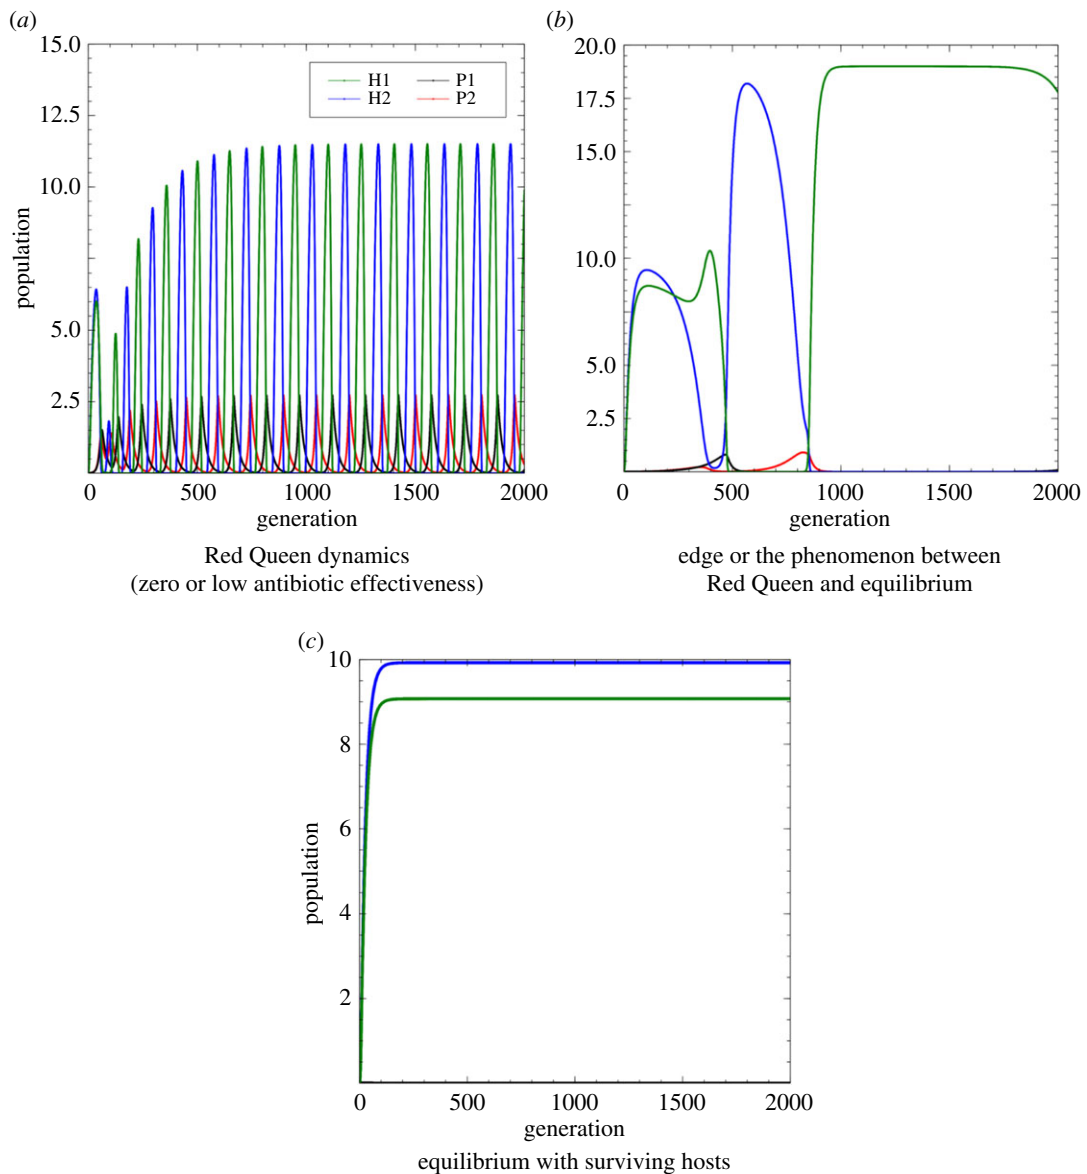 (a)
15.0
12.5
10.0
5.0
2.5
population
H1
P1
H2
P2
0
500
1000
1500
2000
generation
Red Queen dynamics
(zero or low antibiotic effectiveness)
(b)
20.0
17.5
15.0
10.0
5.0
2.5
0
500
1000
1500
2000
generation
edge or the phenomenon between
Red Queen and equilibrium
(c)
10
8
6
4
2
population
0
500
1000
1500
2000
generation
equilibrium with surviving hosts